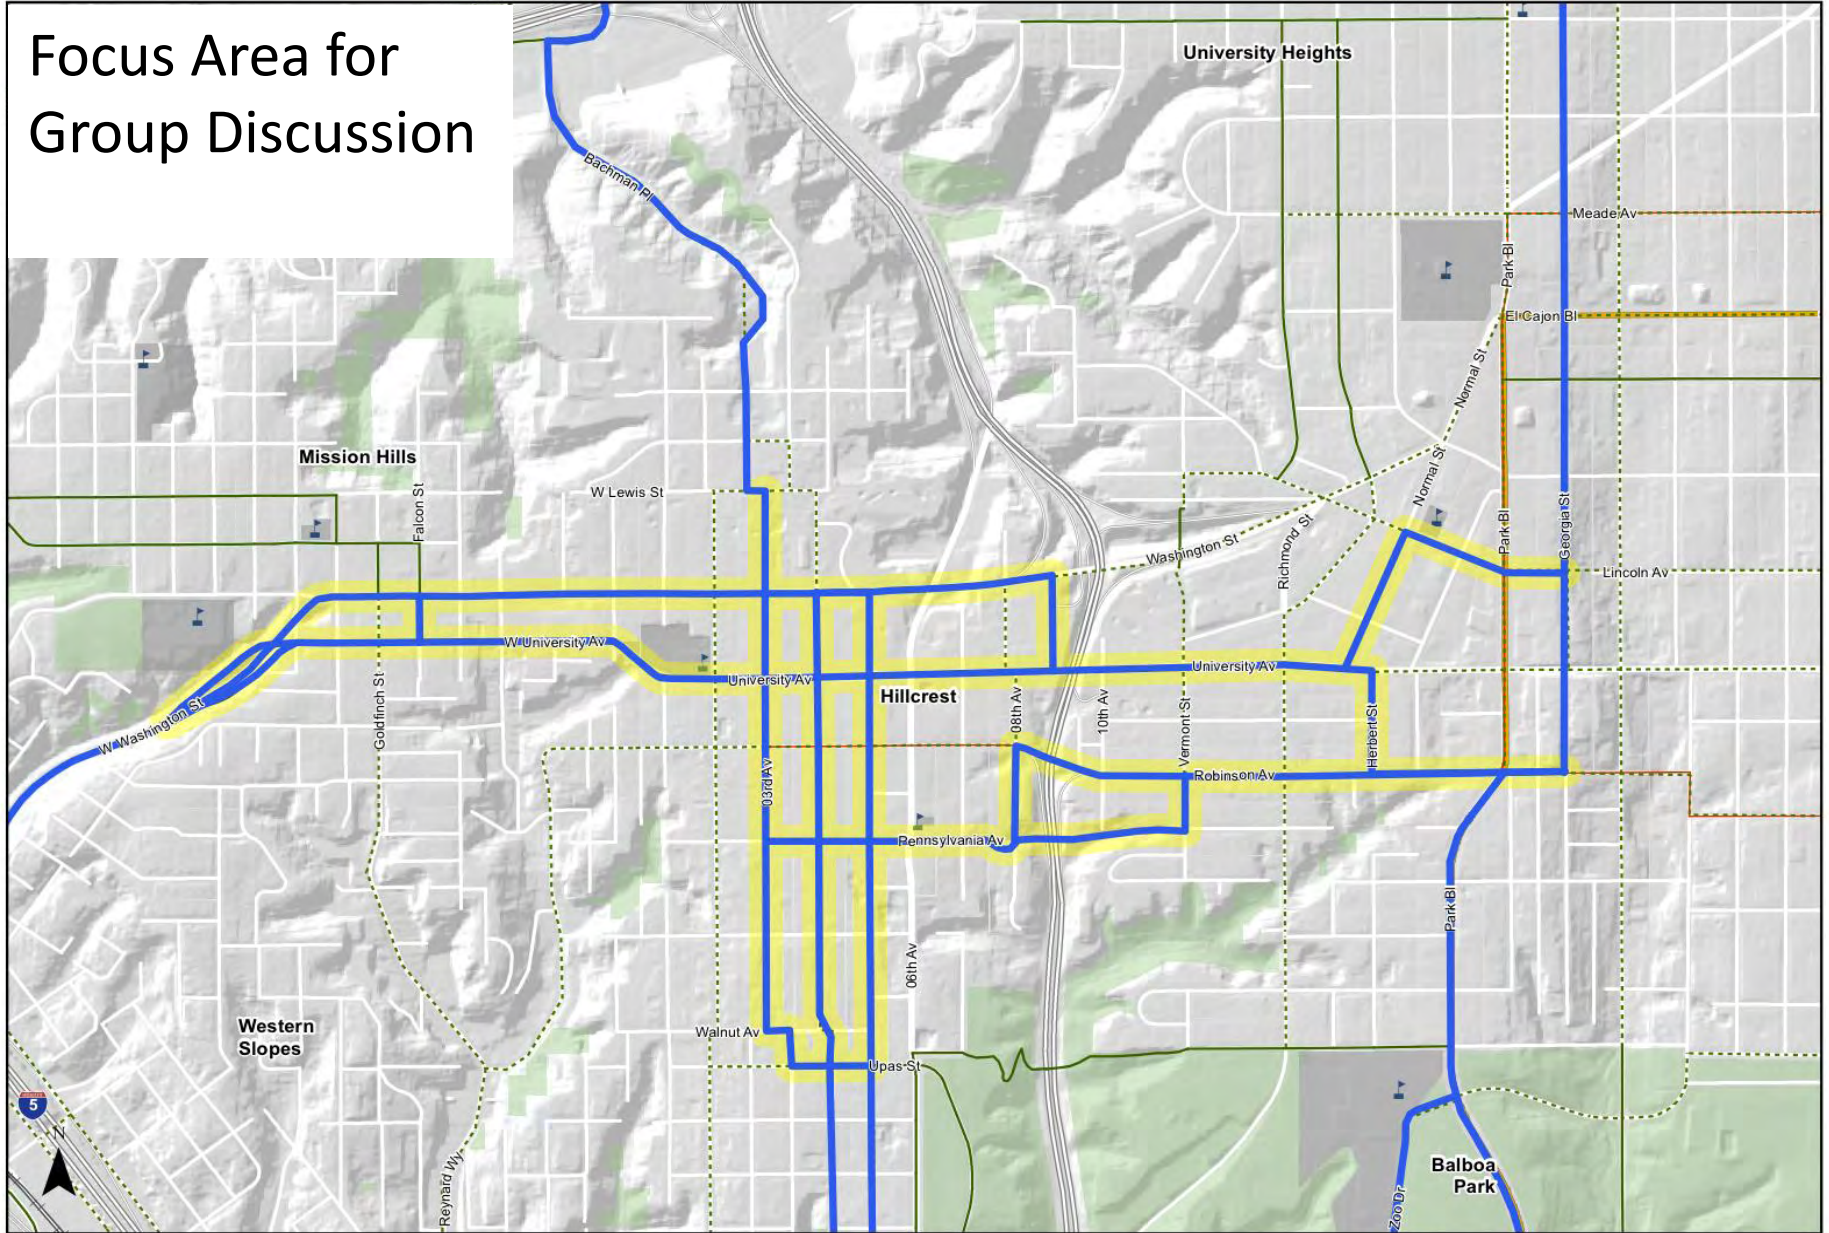 Focus Area for
Group Discussion
University Heights
Bachman Pl
Meade Av
Park Bl
El Cajon Bl
Normal St
Mission Hills
Falcon St
W Lewis St
Normal St
Park Bl
Georgia St
Washington St
Richmond St
Lincoln Av
W University Av
University Av
University Av
Hillcrest
Goldfinch St
W Washington St
08th Av
10th Av
Vermont St
Herbert St
03rd Av
Robinson Av
Pennsylvania Av
Park Bl
06th Av
Walnut Av
Western
Slopes
Upas St
5
N
Reynard Wy
Balboa
Park
Zoo Dr